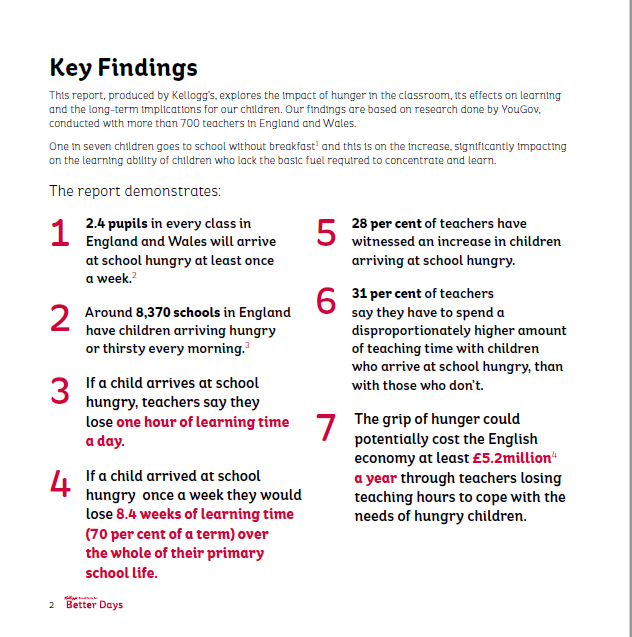 Key Findings
This report, produced by Kellogg's, explores the impact of hunger in the classroom, its effects on learning
and the long-term implications for our children. Our findings are based on research done by YouGov,
conducted with more than 700 teachers in England and Wales.
One in seven children goes to school without breakfast¹ and this is on the increase, significantly impacting
on the learning ability of children who lack the basic fuel required to concentrate and learn.
The report demonstrates:
1
2.4 pupils in every class in
England and Wales will arrive
at school hungry at least once
a week.²
2
Around 8,370 schools in England
have children arriving hungry
or thirsty every morning.³
3
If a child arrives at school
hungry, teachers say they
lose one hour of learning time
a day.
4
If a child arrived at school
hungry once a week they would
lose 8.4 weeks of learning time
(70 per cent of a term) over
the whole of their primary
school life.
5
28 per cent of teachers have
witnessed an increase in children
arriving at school hungry.
6
31 per cent of teachers
say they have to spend a
disproportionately higher amount
of teaching time with children
who arrive at school hungry, than
with those who don't.
7
The grip of hunger could
potentially cost the English
economy at least £5.2million⁴
a year through teachers losing
teaching hours to cope with the
needs of hungry children.
2
Better Days